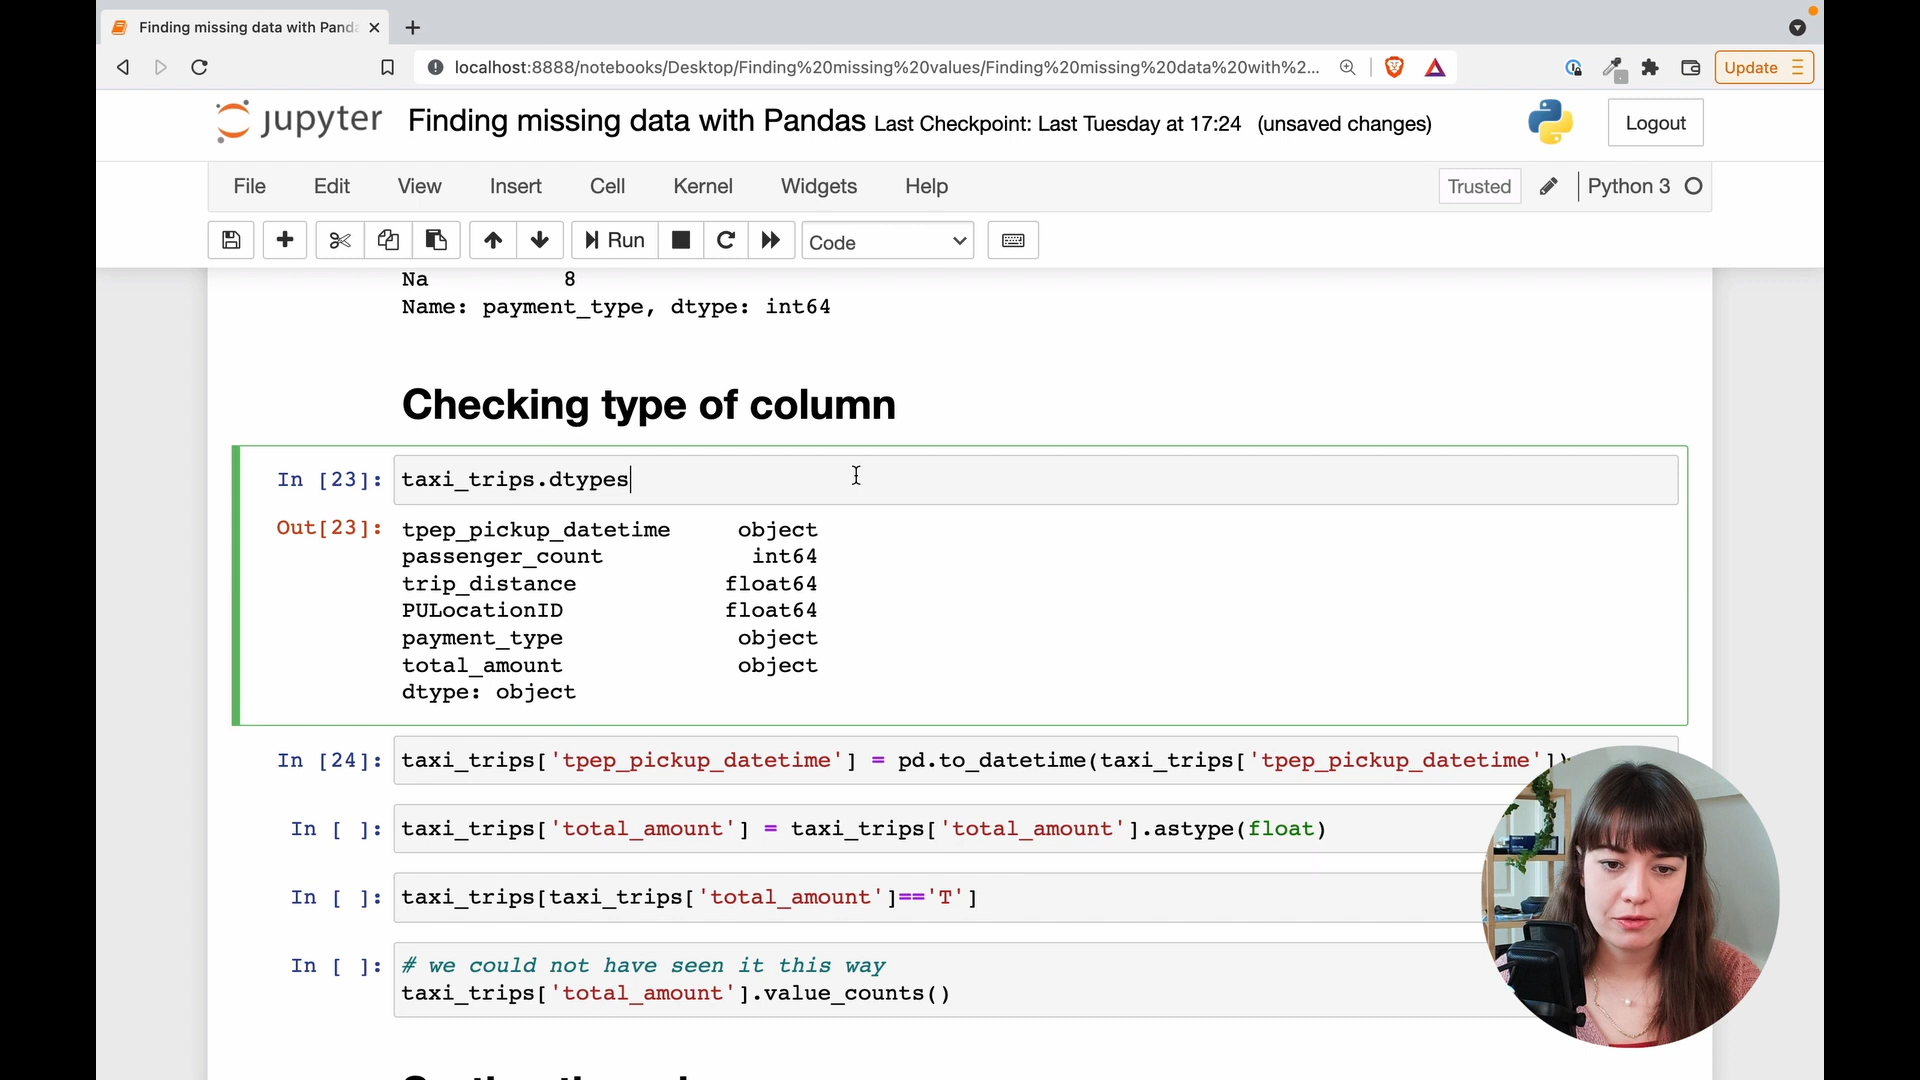 Finding missing data with Panda
localhost:8888/notebooks/Desktop/Finding%20missing%20values/Finding%20missing%20data%20with%2...
Update
jupyter Finding missing data with Pandas Last Checkpoint: Last Tuesday at 17:24 (unsaved changes)
Logout
File Edit View Insert Cell Kernel Widgets Help
Trusted Python 3
Run Code
Na 8
Name: payment_type, dtype: int64
Checking type of column
In [23]: taxi_trips.dtypes
Out[23]: tpep_pickup_datetime object
passenger_count int64
trip_distance float64
PULocationID float64
payment_type object
total_amount object
dtype: object
In [24]: taxi_trips['tpep_pickup_datetime'] = pd.to_datetime(taxi_trips['tpep_pickup_datetime'])
In [ ]: taxi_trips['total_amount'] = taxi_trips['total_amount'].astype(float)
In [ ]: taxi_trips[taxi_trips['total_amount']=='T']
In [ ]: # we could not have seen it this way
taxi_trips['total_amount'].value_counts()